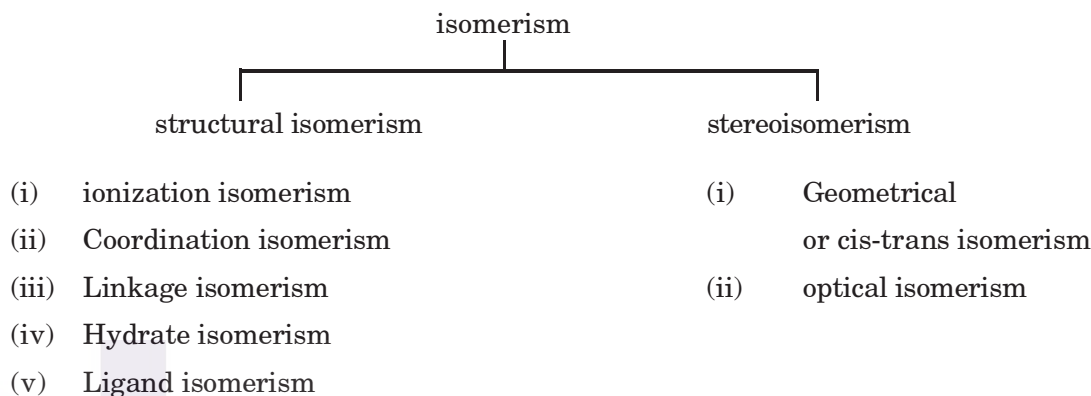 isomerism
structural isomerism
stereoisomerism
(i) ionization isomerism
(ii) Coordination isomerism
(iii) Linkage isomerism
(iv) Hydrate isomerism
(v) Ligand isomerism
(i) Geometrical
or cis-trans isomerism
(ii) optical isomerism